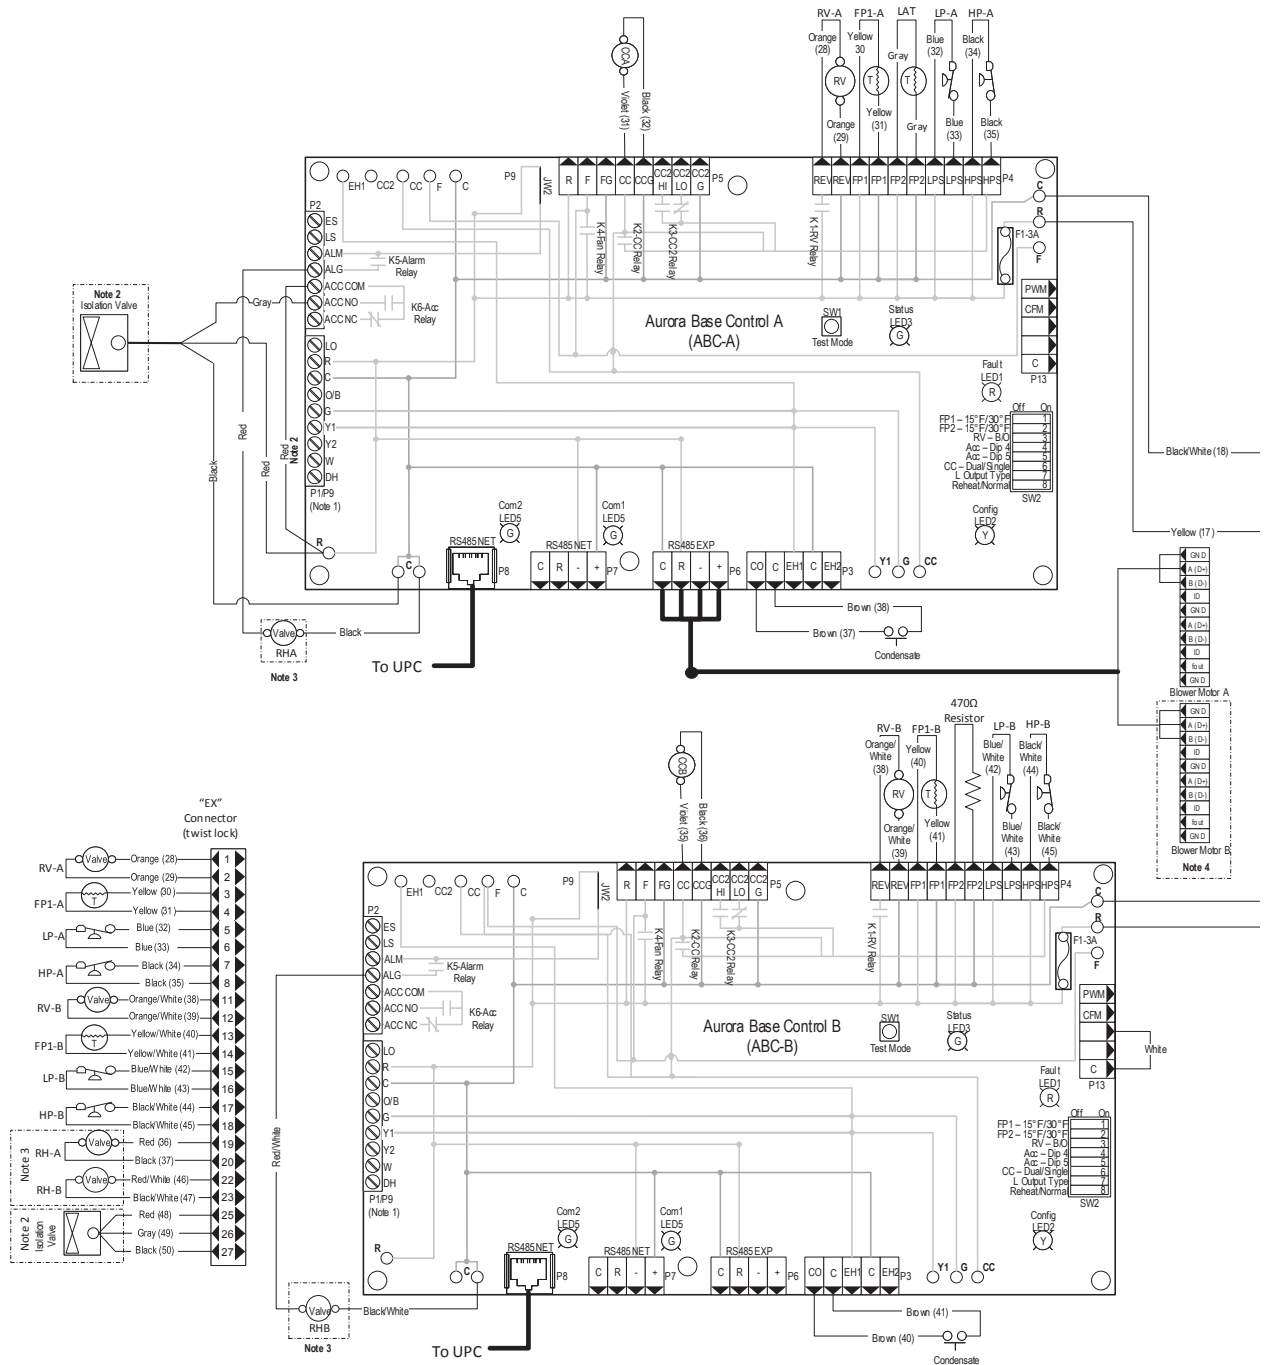 RV-A FP1-A LAT LP-A HP-A
Orange (28)
Yellow 30
Gray
Blue (32)
Black (34)
CCA
RV
T
T
Violet (31)
Black (32)
Orange (29)
Yellow (31)
Gray
Blue (33)
Black (35)
EH1 CC2 CC F C
P9
JW2
R F FG CC CCG CC2 HI CC2 LO CC2 G
P5
REV REV FP1 FP1 FP2 FP2 LPS LPS HPS HPS
P4
C
R
F1-3A
F
P2
ES
LS
ALM
ALG
ACC COM
ACC NO
ACC NC
K5-Alarm Relay
K6-Acc Relay
K4-Fan Relay
K2-CC Relay
K3-CC2 Relay
K1-RV Relay
Note 2
Isolation Valve
Gray
PWM
CFM
C
P13
Aurora Base Control A
(ABC-A)
SW1
Test Mode
Status
LED3
G
Fault
LED1
R
LO
R
C
O/B
G
Y1
Y2
W
DH
P1/P9
(Note 1)
Off On
FP1 – 15°F/30°F 1
FP2 – 15°F/30°F 2
RV – B/O 3
Acc – Dip 4 4
Acc – Dip 5 5
CC – Dual/Single 6
L Output Type 7
Reheat/Normal 8
SW2
Config
LED2
Y
Black
Red
Red
Red
Note 2
Black/White (18)
Yellow (17)
R
C
Com2
LED5
G
Com1
LED5
G
RS485 NET
P8
RS485 NET
C R - +
P7
RS485 EXP
C R - +
P6
CO C EH1 C EH2
P3
Y1 G CC
Brown (38)
Brown (37)
Condensate
Valve
RHA
Black
Note 3
To UPC
GND
A (D+)
B (D-)
ID
GND
A (D+)
B (D-)
ID
fout
GND
Blower Motor A
GND
A (D+)
B (D-)
ID
GND
A (D+)
B (D-)
ID
fout
GND
Blower Motor B
Note 4
470Ω
Resistor
RV-B FP1-B LP-B HP-B
Orange/White (38)
Yellow (40)
Blue/White (42)
Black/White (44)
CCB
RV
T
Violet (35)
Black (36)
Orange/White (39)
Yellow (41)
Blue/White (43)
Black/White (45)
"EX"
Connector
(twist lock)
RV-A Valve Orange (28) 1
Orange (29) 2
FP1-A T Yellow (30) 3
Yellow (31) 4
LP-A Blue (32) 5
Blue (33) 6
HP-A Black (34) 7
Black (35) 8
RV-B Valve Orange/White (38) 11
Orange/White (39) 12
FP1-B T Yellow/White (40) 13
Yellow/White (41) 14
LP-B Blue/White (42) 15
Blue/White (43) 16
HP-B Black/White (44) 17
Black/White (45) 18
Note 3
RH-A Valve Red (36) 19
Black (37) 20
RH-B Valve Red/White (46) 22
Black/White (47) 23
Note 2
Isolation Valve
Red (48) 25
Gray (49) 26
Black (50) 27
EH1 CC2 CC F C
P9
JW2
R F FG CC CCG CC2 HI CC2 LO CC2 G
P5
REV REV FP1 FP1 FP2 FP2 LPS LPS HPS HPS
P4
C
R
F1-3A
F
P2
ES
LS
ALM
ALG
ACC COM
ACC NO
ACC NC
K5-Alarm Relay
K6-Acc Relay
K4-Fan Relay
K2-CC Relay
K3-CC2 Relay
K1-RV Relay
PWM
CFM
C
P13
White
Aurora Base Control B
(ABC-B)
SW1
Test Mode
Status
LED3
G
Fault
LED1
R
LO
R
C
O/B
G
Y1
Y2
W
DH
P1/P9
(Note 1)
Off On
FP1 – 15°F/30°F 1
FP2 – 15°F/30°F 2
RV – B/O 3
Acc – Dip 4 4
Acc – Dip 5 5
CC – Dual/Single 6
L Output Type 7
Reheat/Normal 8
SW2
Config
LED2
Y
Red/White
R
C
Com2
LED5
G
Com1
LED5
G
RS485 NET
P8
RS485 NET
C R - +
P7
RS485 EXP
C R - +
P6
CO C EH1 C EH2
P3
Y1 G CC
Brown (41)
Brown (40)
Condensate
Valve
RHB
Black/White
Note 3
To UPC